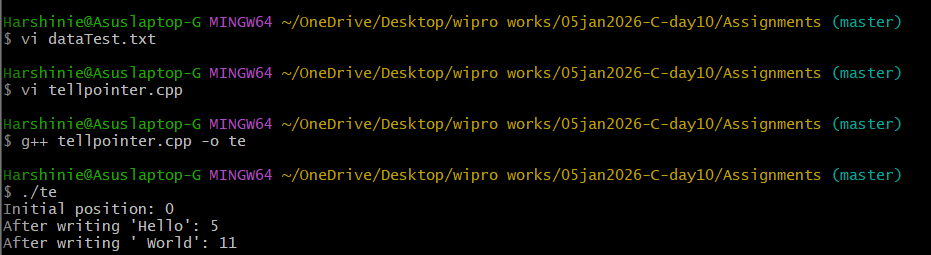 Harshinie@Asuslaptop-G MINGW64 ~/OneDrive/Desktop/wipro works/05jan2026-C-day10/Assignments (master)
$ vi dataTest.txt
Harshinie@Asuslaptop-G MINGW64 ~/OneDrive/Desktop/wipro works/05jan2026-C-day10/Assignments (master)
$ vi tellpointer.cpp
Harshinie@Asuslaptop-G MINGW64 ~/OneDrive/Desktop/wipro works/05jan2026-C-day10/Assignments (master)
$ g++ tellpointer.cpp -o te
Harshinie@Asuslaptop-G MINGW64 ~/OneDrive/Desktop/wipro works/05jan2026-C-day10/Assignments (master)
$ ./te
Initial position: 0
After writing 'Hello': 5
After writing ' World': 11